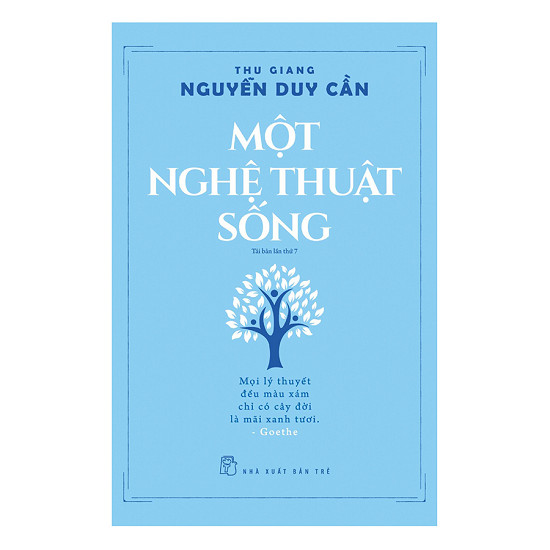 THU GIANG
NGUYỄN DUY CẦN
MỘT
NGHỆ THUẬT
SỐNG
Tái bản lần thứ 7
Mọi lý thuyết
đều màu xám
chỉ có cây đời
là mãi xanh tươi.
- Goethe
NHÀ XUẤT BẢN TRẺ